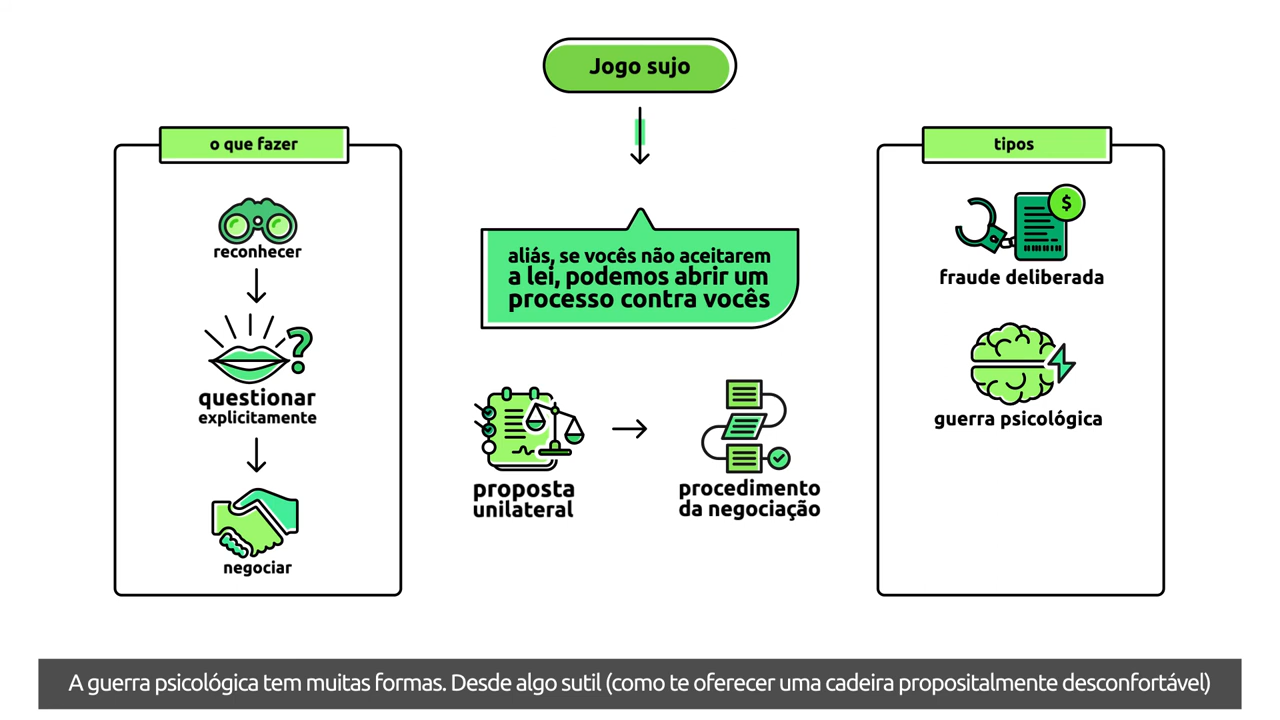 Jogo sujo
o que fazer
reconhecer
questionar
explicitamente
negociar
aliás, se vocês não aceitarem
a lei, podemos abrir um
processo contra vocês
proposta
unilateral
procedimento
da negociação
tipos
$
fraude deliberada
guerra psicológica
A guerra psicológica tem muitas formas. Desde algo sutil (como te oferecer uma cadeira propositalmente desconfortável)